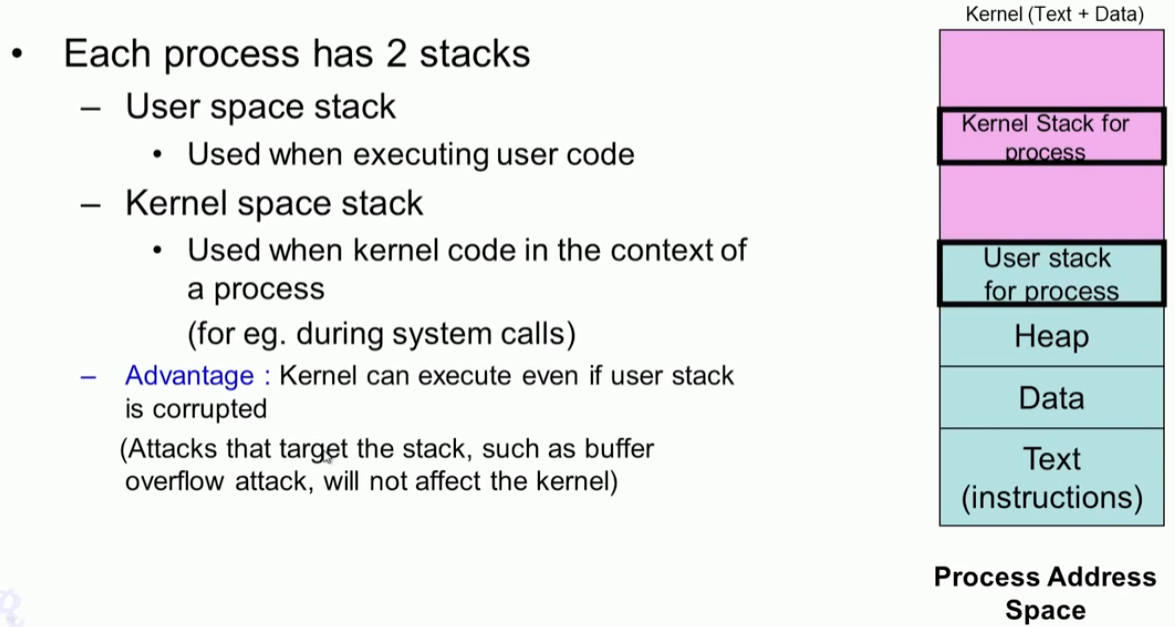 • Each process has 2 stacks
– User space stack
• Used when executing user code
– Kernel space stack
• Used when kernel code in the context of
a process
(for eg. during system calls)
– Advantage : Kernel can execute even if user stack
is corrupted
(Attacks that target the stack, such as buffer
overflow attack, will not affect the kernel)
Kernel (Text + Data)
Kernel Stack for
process
User stack
for process
Heap
Data
Text
(instructions)
Process Address
Space